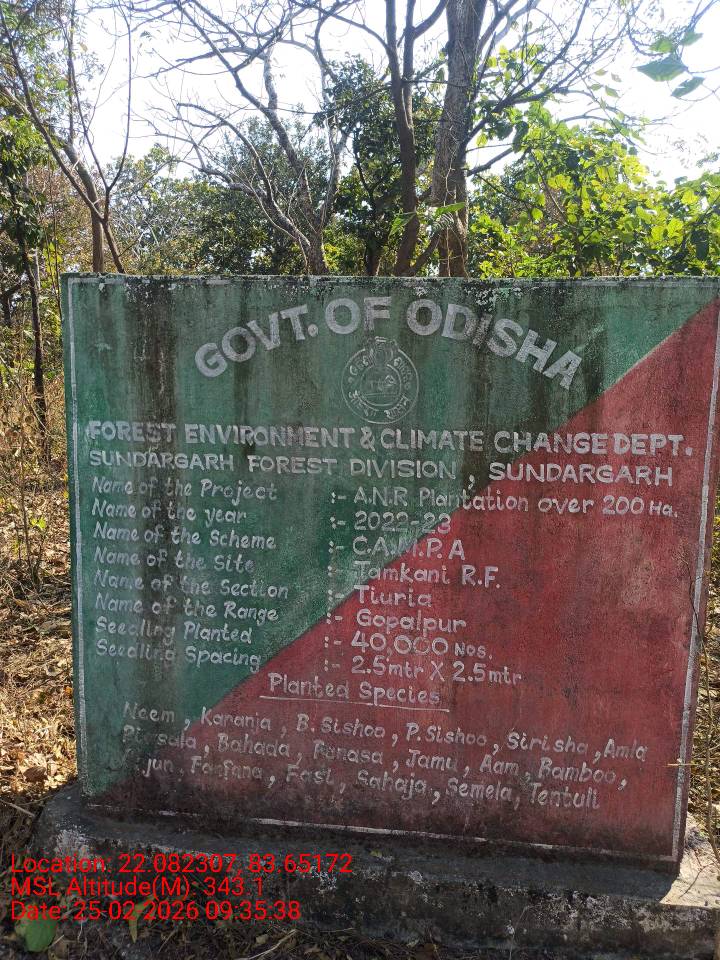 GOVT. OF ODISHA
FOREST ENVIRONMENT & CLIMATE CHANGE DEPT.
SUNDARGARH FOREST DIVISION, SUNDARGARH
Name of the Project :- A.N.R. Plantation over 200 Ha.
Name of the year :- 2022-23
Name of the Scheme :- C.A.M.P.A
Name of the Site :- Tamkani R.F.
Name of the Section :- Tiuria
Name of the Range :- Gopalpur
Seedling Planted :- 40,000 Nos.
Seedling Spacing :- 2.5mtr X 2.5mtr
Planted Species
Neem, Karanja, B. Sishoo, P. Sishoo, Sirisha, Amla
Piasala, Bahada, Panasa, Jamu, Aam, Bamboo,
Fasi, Sahaja, Semela, Tentuli
Location: 22.082307, 83.65172
MSL Altitude(M): 343.1
Date: 25-02-2026 09:35:38